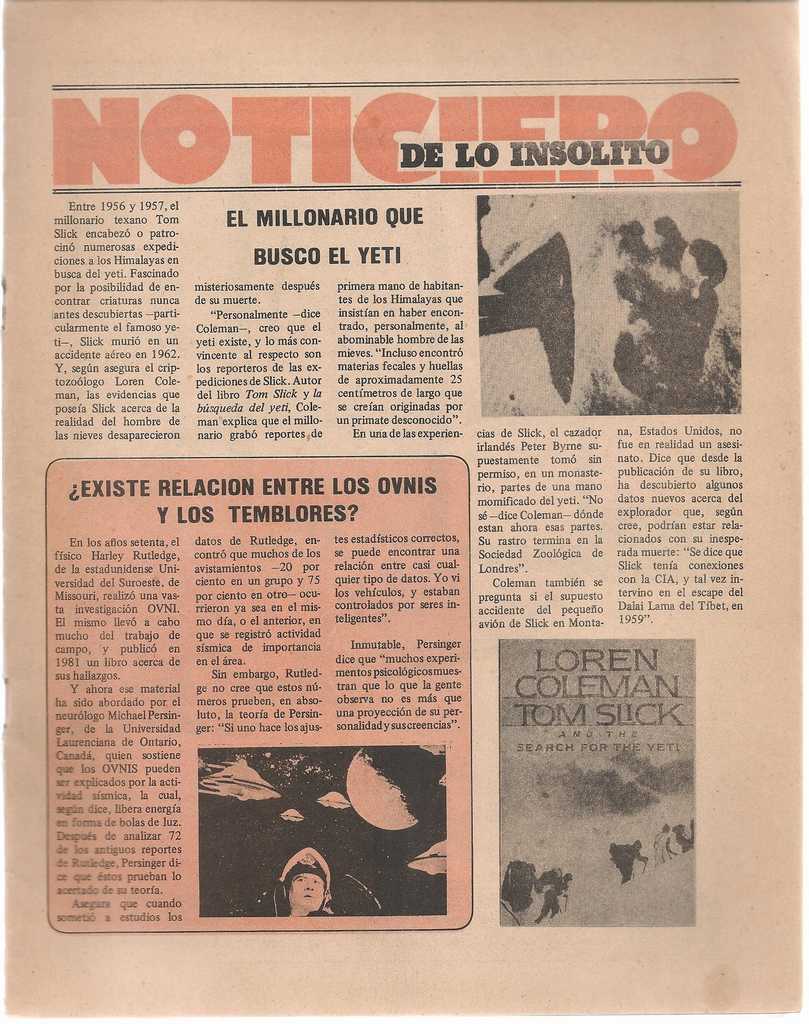 NOTICIERO
DE LO INSOLITO
EL MILLONARIO QUE
BUSCO EL YETI
Entre 1956 y 1957, el
millonario texano Tom
Slick encabezó o patro-
cinó numerosas expedi-
ciones a los Himalayas en
busca del yeti. Fascinado
por la posibilidad de en-
contrar criaturas nunca
antes descubiertas —parti-
cularmente el famoso ye-
ti—, Slick murió en un
accidente aéreo en 1962.
Y, según asegura el crip-
tozoólogo Loren Cole-
man, las evidencias que
poseía Slick acerca de la
realidad del hombre de
las nieves desaparecieron
misteriosamente después
de su muerte.
“Personalmente —dice
Coleman—, creo que el
yeti existe, y lo más con-
vincente al respecto son
los reporteros de las ex-
pediciones de Slick. Autor
del libro Tom Slick y la
búsqueda del yeti, Cole-
man explica que el millo-
nario grabó reportes de
primera mano de habitan-
tes de los Himalayas que
insistían en haber encon-
trado, personalmente, al
abominable hombre de las
mieves. “Incluso encontró
materias fecales y huellas
de aproximadamente 25
centímetros de largo que
se creían originadas por
un primate desconocido”.
En una de las experien-
cias de Slick, el cazador
irlandés Peter Byrne su-
puestamente tomó sin
permiso, en un monaste-
rio, partes de una mano
momificado del yeti. “No
sé —dice Coleman— dónde
estan ahora esas partes.
Su rastro termina en la
Sociedad Zoológica de
Londres”.
Coleman también se
pregunta si el supuesto
accidente del pequeño
avión de Slick en Monta-
na, Estados Unidos, no
fue en realidad un asesi-
nato. Dice que desde la
publicación de su libro,
ha descubierto algunos
datos nuevos acerca del
explorador que, según
cree, podrían estar rela-
cionados con su inespe-
rada muerte: “Se dice que
Slick tenía conexiones
con la CIA, y tal vez in-
tervino en el escape del
Dalai Lama del Tíbet, en
1959”.
¿EXISTE RELACION ENTRE LOS OVNIS
Y LOS TEMBLORES?
En los años setenta, el
físico Harley Rutledge,
de la estadunidense Uni-
versidad del Suroeste, de
Missouri, realizó una vas-
ta investigación OVNI.
El mismo llevó a cabo
mucho del trabajo de
campo, y publicó en
1981 un libro acerca de
sus hallazgos.
Y ahora ese material
ha sido abordado por el
neurólogo Michael Persin-
ger, de la Universidad
Laurenciana de Ontario,
Canadá, quien sostiene
que los OVNIS pueden
ser explicados por la acti-
vidad sísmica, la cual,
según dice, libera energía
en forma de bolas de luz.
Después de analizar 72
de los antiguos reportes
de Rutledge, Persinger di-
ce que éstos prueban lo
acertado de su teoría.
Asegura que cuando
sometió a estudios los
datos de Rutledge, en-
contró que muchos de los
avistamientos —20 por
ciento en un grupo y 75
por ciento en otro— ocu-
rrieron ya sea en el mis-
mo día, o el anterior, en
que se registró actividad
sísmica de importancia
en el área.
Sin embargo, Rutled-
ge no cree que estos nú-
meros prueben, en abso-
luto, la teoría de Persin-
ger: “Si uno hace los ajus-
tes estadísticos correctos,
se puede encontrar una
relación entre casi cual-
quier tipo de datos. Yo vi
los vehículos, y estaban
controlados por seres in-
teligentes”.
Inmutable, Persinger
dice que “muchos experi-
mentos psicológicos mues-
tran que lo que la gente
observa no es más que
una proyección de su per-
sonalidad y sus creencias”.
LOREN
COLEMAN
TOM SLICK
AND THE
SEARCH FOR THE YETI